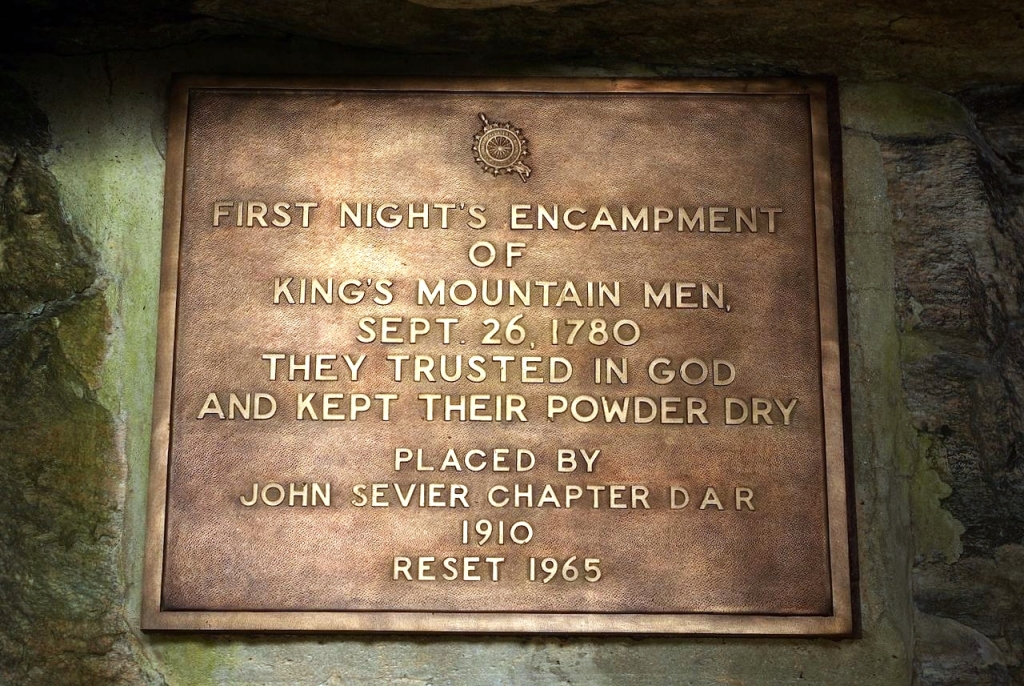 FIRST NIGHT'S ENCAMPMENT
OF
KING'S MOUNTAIN MEN,
SEPT. 26, 1780
THEY TRUSTED IN GOD
AND KEPT THEIR POWDER DRY
PLACED BY
JOHN SEVIER CHAPTER D A R
1910
RESET 1965